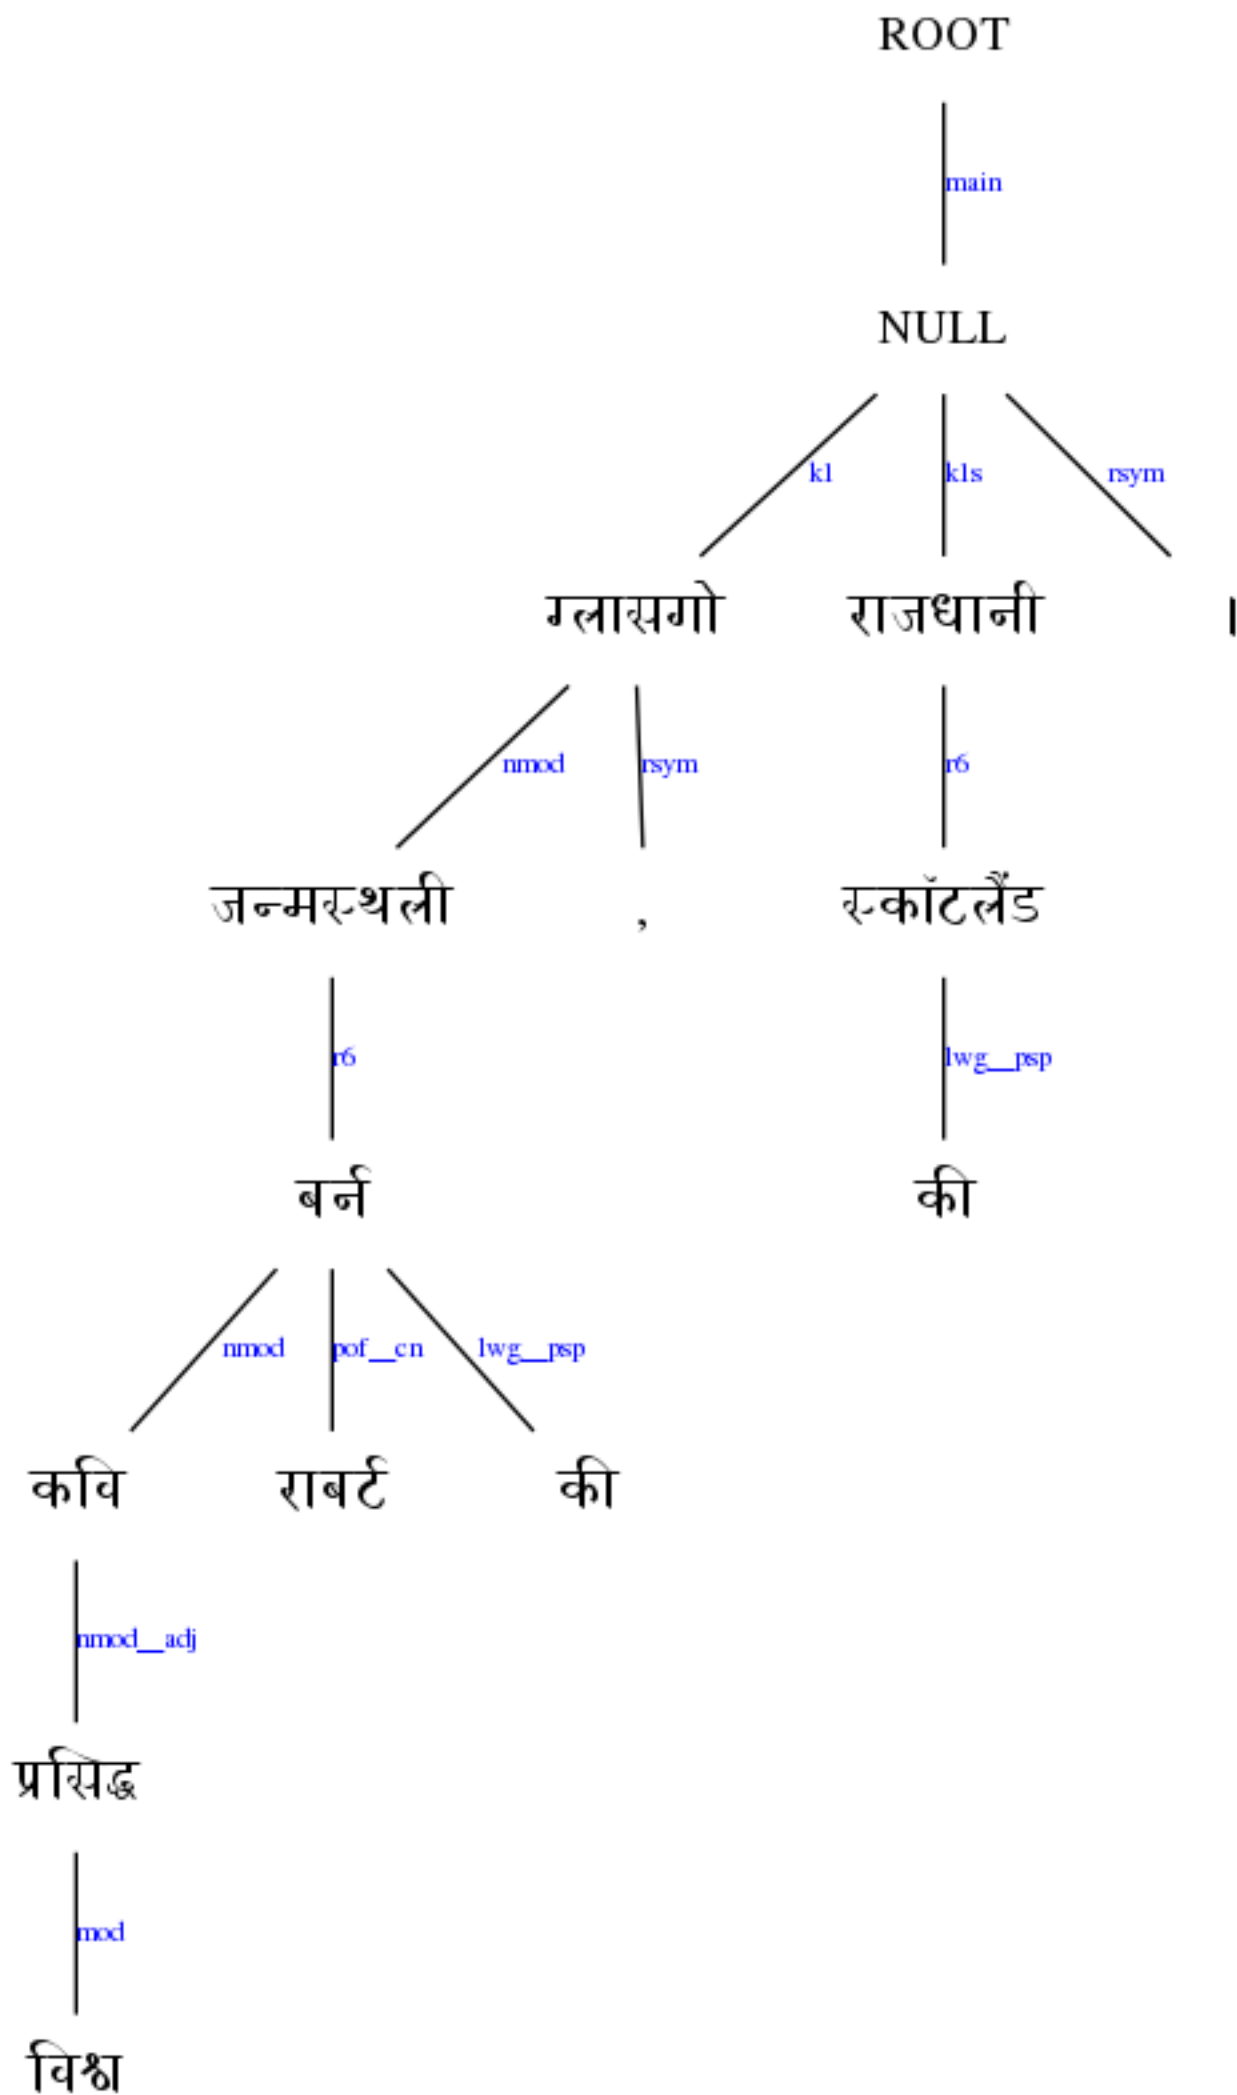 ROOT
main
NULL
k1 k1s rsym
ग्लासगो राजधानी ।
nmod rsym r6
जन्मस्थली , स्कॉटलैंड
r6 lwg__psp
बर्न की
nmod pof__cn lwg__psp
कवि राबर्ट की
nmod__adj
प्रसिद्ध
mod
विश्व